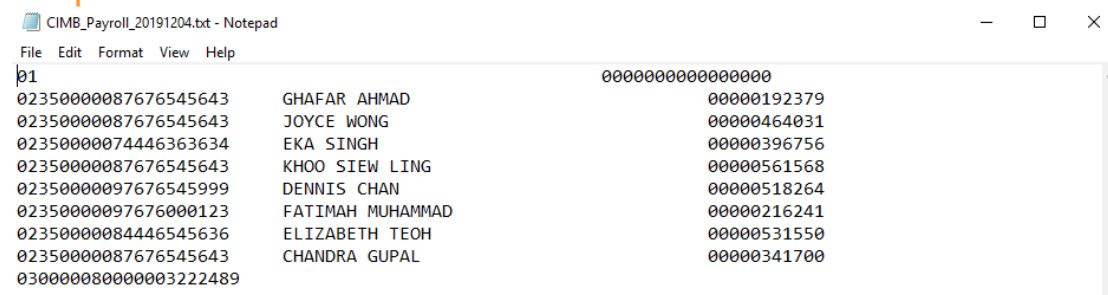 CIMB_Payroll_20191204.txt - Notepad
File Edit Format View Help
01 0000000000000000
02350000087676545643 GHAFAR AHMAD 00000192379
02350000087676545643 JOYCE WONG 00000464031
02350000074446363634 EKA SINGH 00000396756
02350000087676545643 KHOO SIEW LING 00000561568
02350000097676545999 DENNIS CHAN 00000518264
02350000097676000123 FATIMAH MUHAMMAD 00000216241
02350000084446545636 ELIZABETH TEOH 00000531550
02350000087676545643 CHANDRA GUPAL 00000341700
030000080000003222489